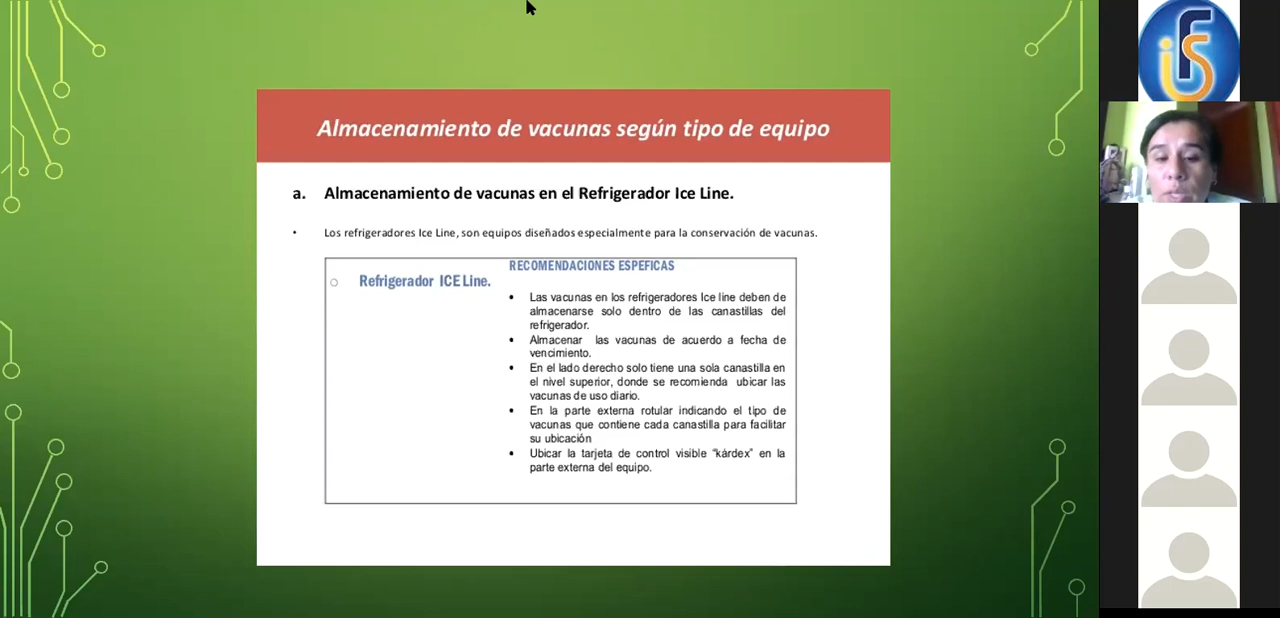 Almacenamiento de vacunas según tipo de equipo
a. Almacenamiento de vacunas en el Refrigerador Ice Line.
• Los refrigeradores Ice Line, son equipos diseñados especialmente para la conservación de vacunas.
○ Refrigerador ICE Line.
RECOMENDACIONES ESPEFICAS
• Las vacunas en los refrigeradores Ice line deben de
almacenarse solo dentro de las canastillas del
refrigerador.
• Almacenar las vacunas de acuerdo a fecha de
vencimiento.
• En el lado derecho solo tiene una sola canastilla en
el nivel superior, donde se recomienda ubicar las
vacunas de uso diario.
• En la parte externa rotular indicando el tipo de
vacunas que contiene cada canastilla para facilitar
su ubicación
• Ubicar la tarjeta de control visible “kárdex” en la
parte externa del equipo.
iFS